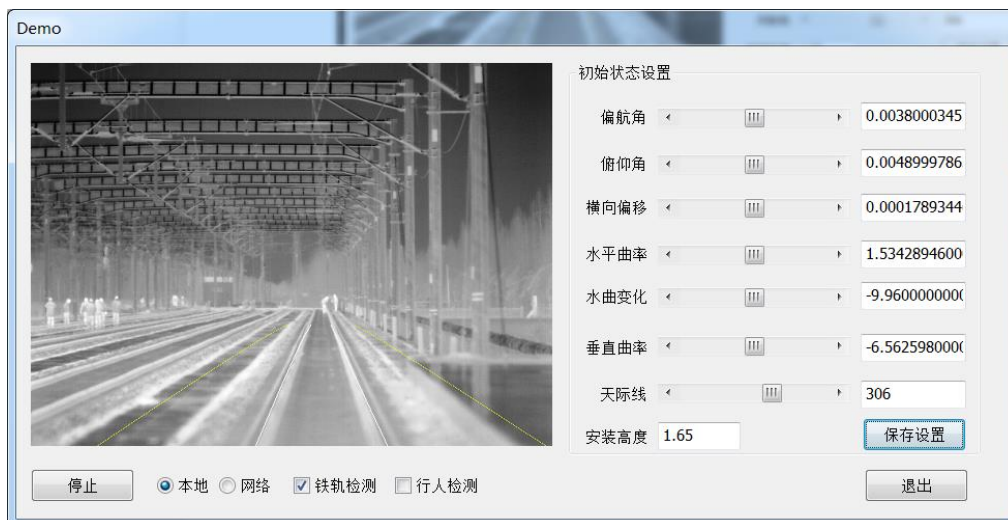 Demo
初始状态设置
偏航角 0.0038000345
俯仰角 0.0048999786
横向偏移 0.000178934
水平曲率 1.5342894600
水曲变化 -9.960000000
垂直曲率 -6.5625980000
天际线 306
安装高度 1.65 保存设置
停止 本地 网络 铁轨检测 行人检测 退出